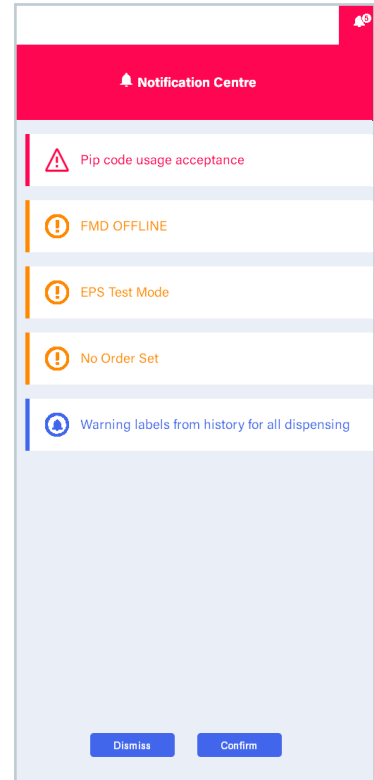 5
Notification Centre
Pip code usage acceptance
FMD OFFLINE
EPS Test Mode
No Order Set
Warning labels from history for all dispensing
Dismiss Confirm